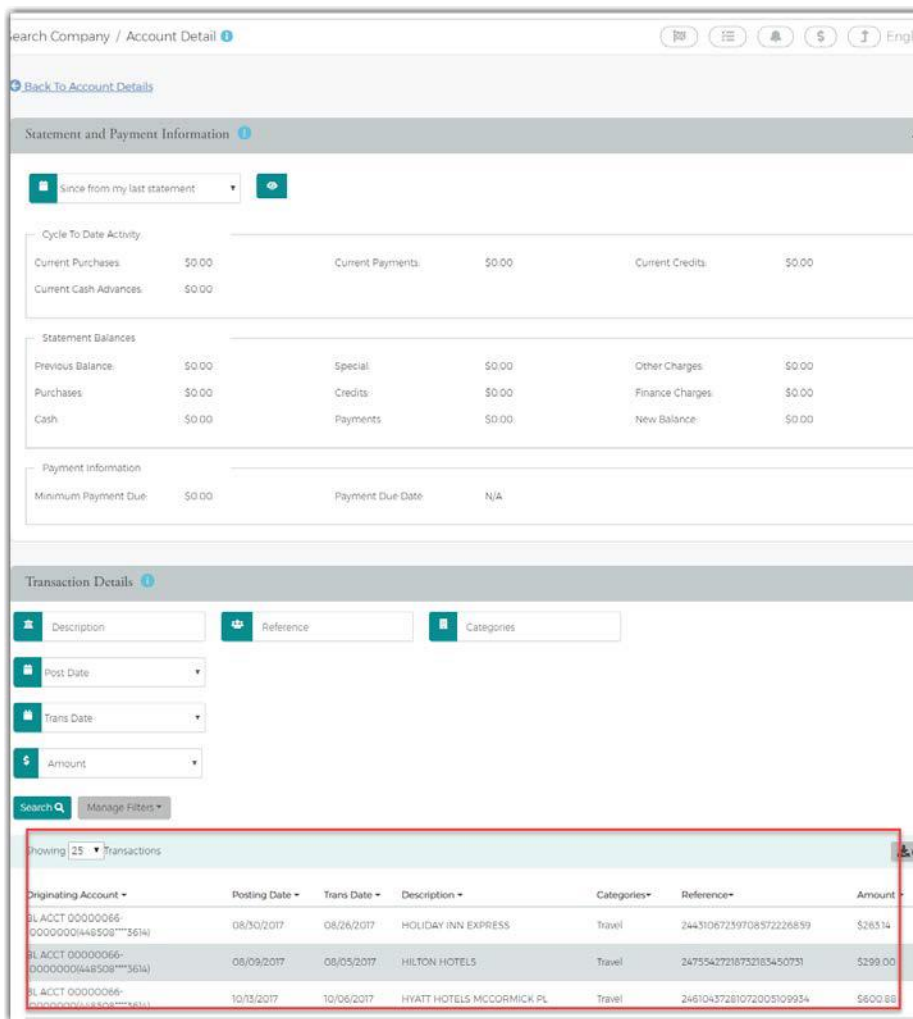 earch Company / Account Detail
$ Engl
Back To Account Details
Statement and Payment Information
Since from my last statement
Cycle To Date Activity
Current Purchases: $0.00 Current Payments: $0.00 Current Credits: $0.00
Current Cash Advances: $0.00
Statement Balances
Previous Balance: $0.00 Special: $0.00 Other Charges: $0.00
Purchases $0.00 Credits: $0.00 Finance Charges: $0.00
Cash $0.00 Payments $0.00 New Balance: $0.00
Payment Information
Minimum Payment Due: $0.00 Payment Due Date: N/A
Transaction Details
Description Reference Categories
Post Date
Trans Date
$ Amount
Search Manage Filters
Showing 25 Transactions
Originating Account Posting Date Trans Date Description Categories Reference Amount
BL ACCT 00000066-
0000000(448508****3614) 08/30/2017 08/26/2017 HOLIDAY INN EXPRESS Travel 24431067239708572226859 $263.14
BL ACCT 00000066-
0000000(448508****3614) 08/09/2017 08/05/2017 HILTON HOTELS Travel 24755427218732183450731 $299.00
BL ACCT 00000066-
0000000(448508****3614) 10/13/2017 10/06/2017 HYATT HOTELS MCCORMICK PL Travel 24610437281072005109934 $600.88